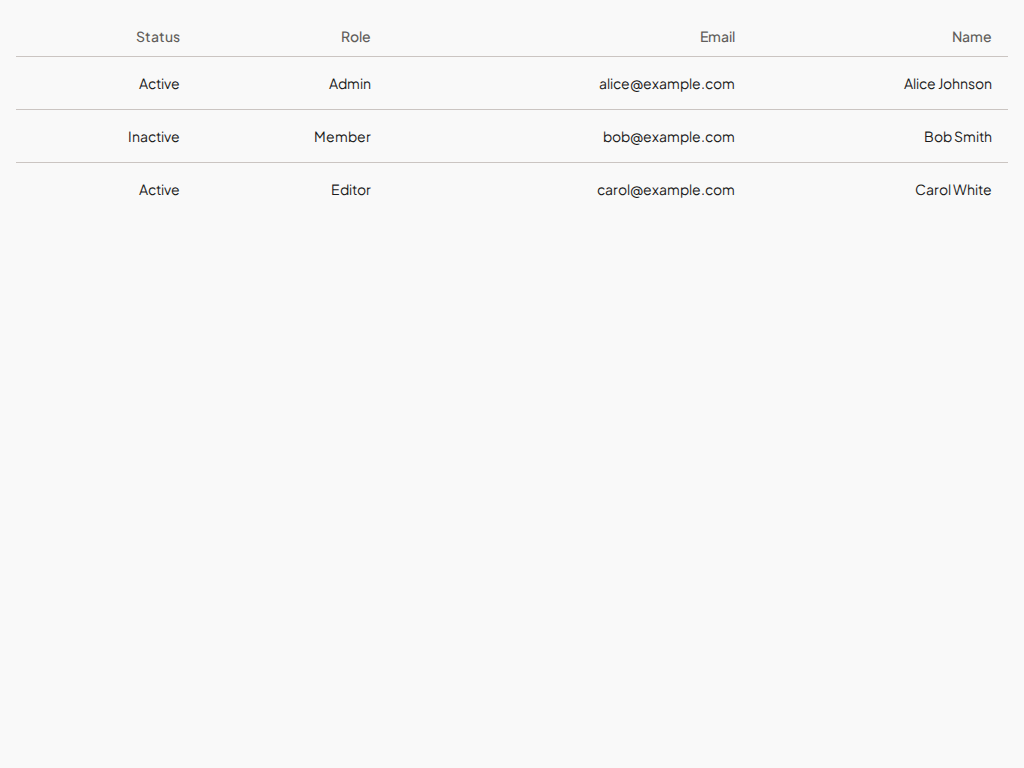 Status Role Email Name
Active Admin alice@example.com Alice Johnson
Inactive Member bob@example.com Bob Smith
Active Editor carol@example.com Carol White